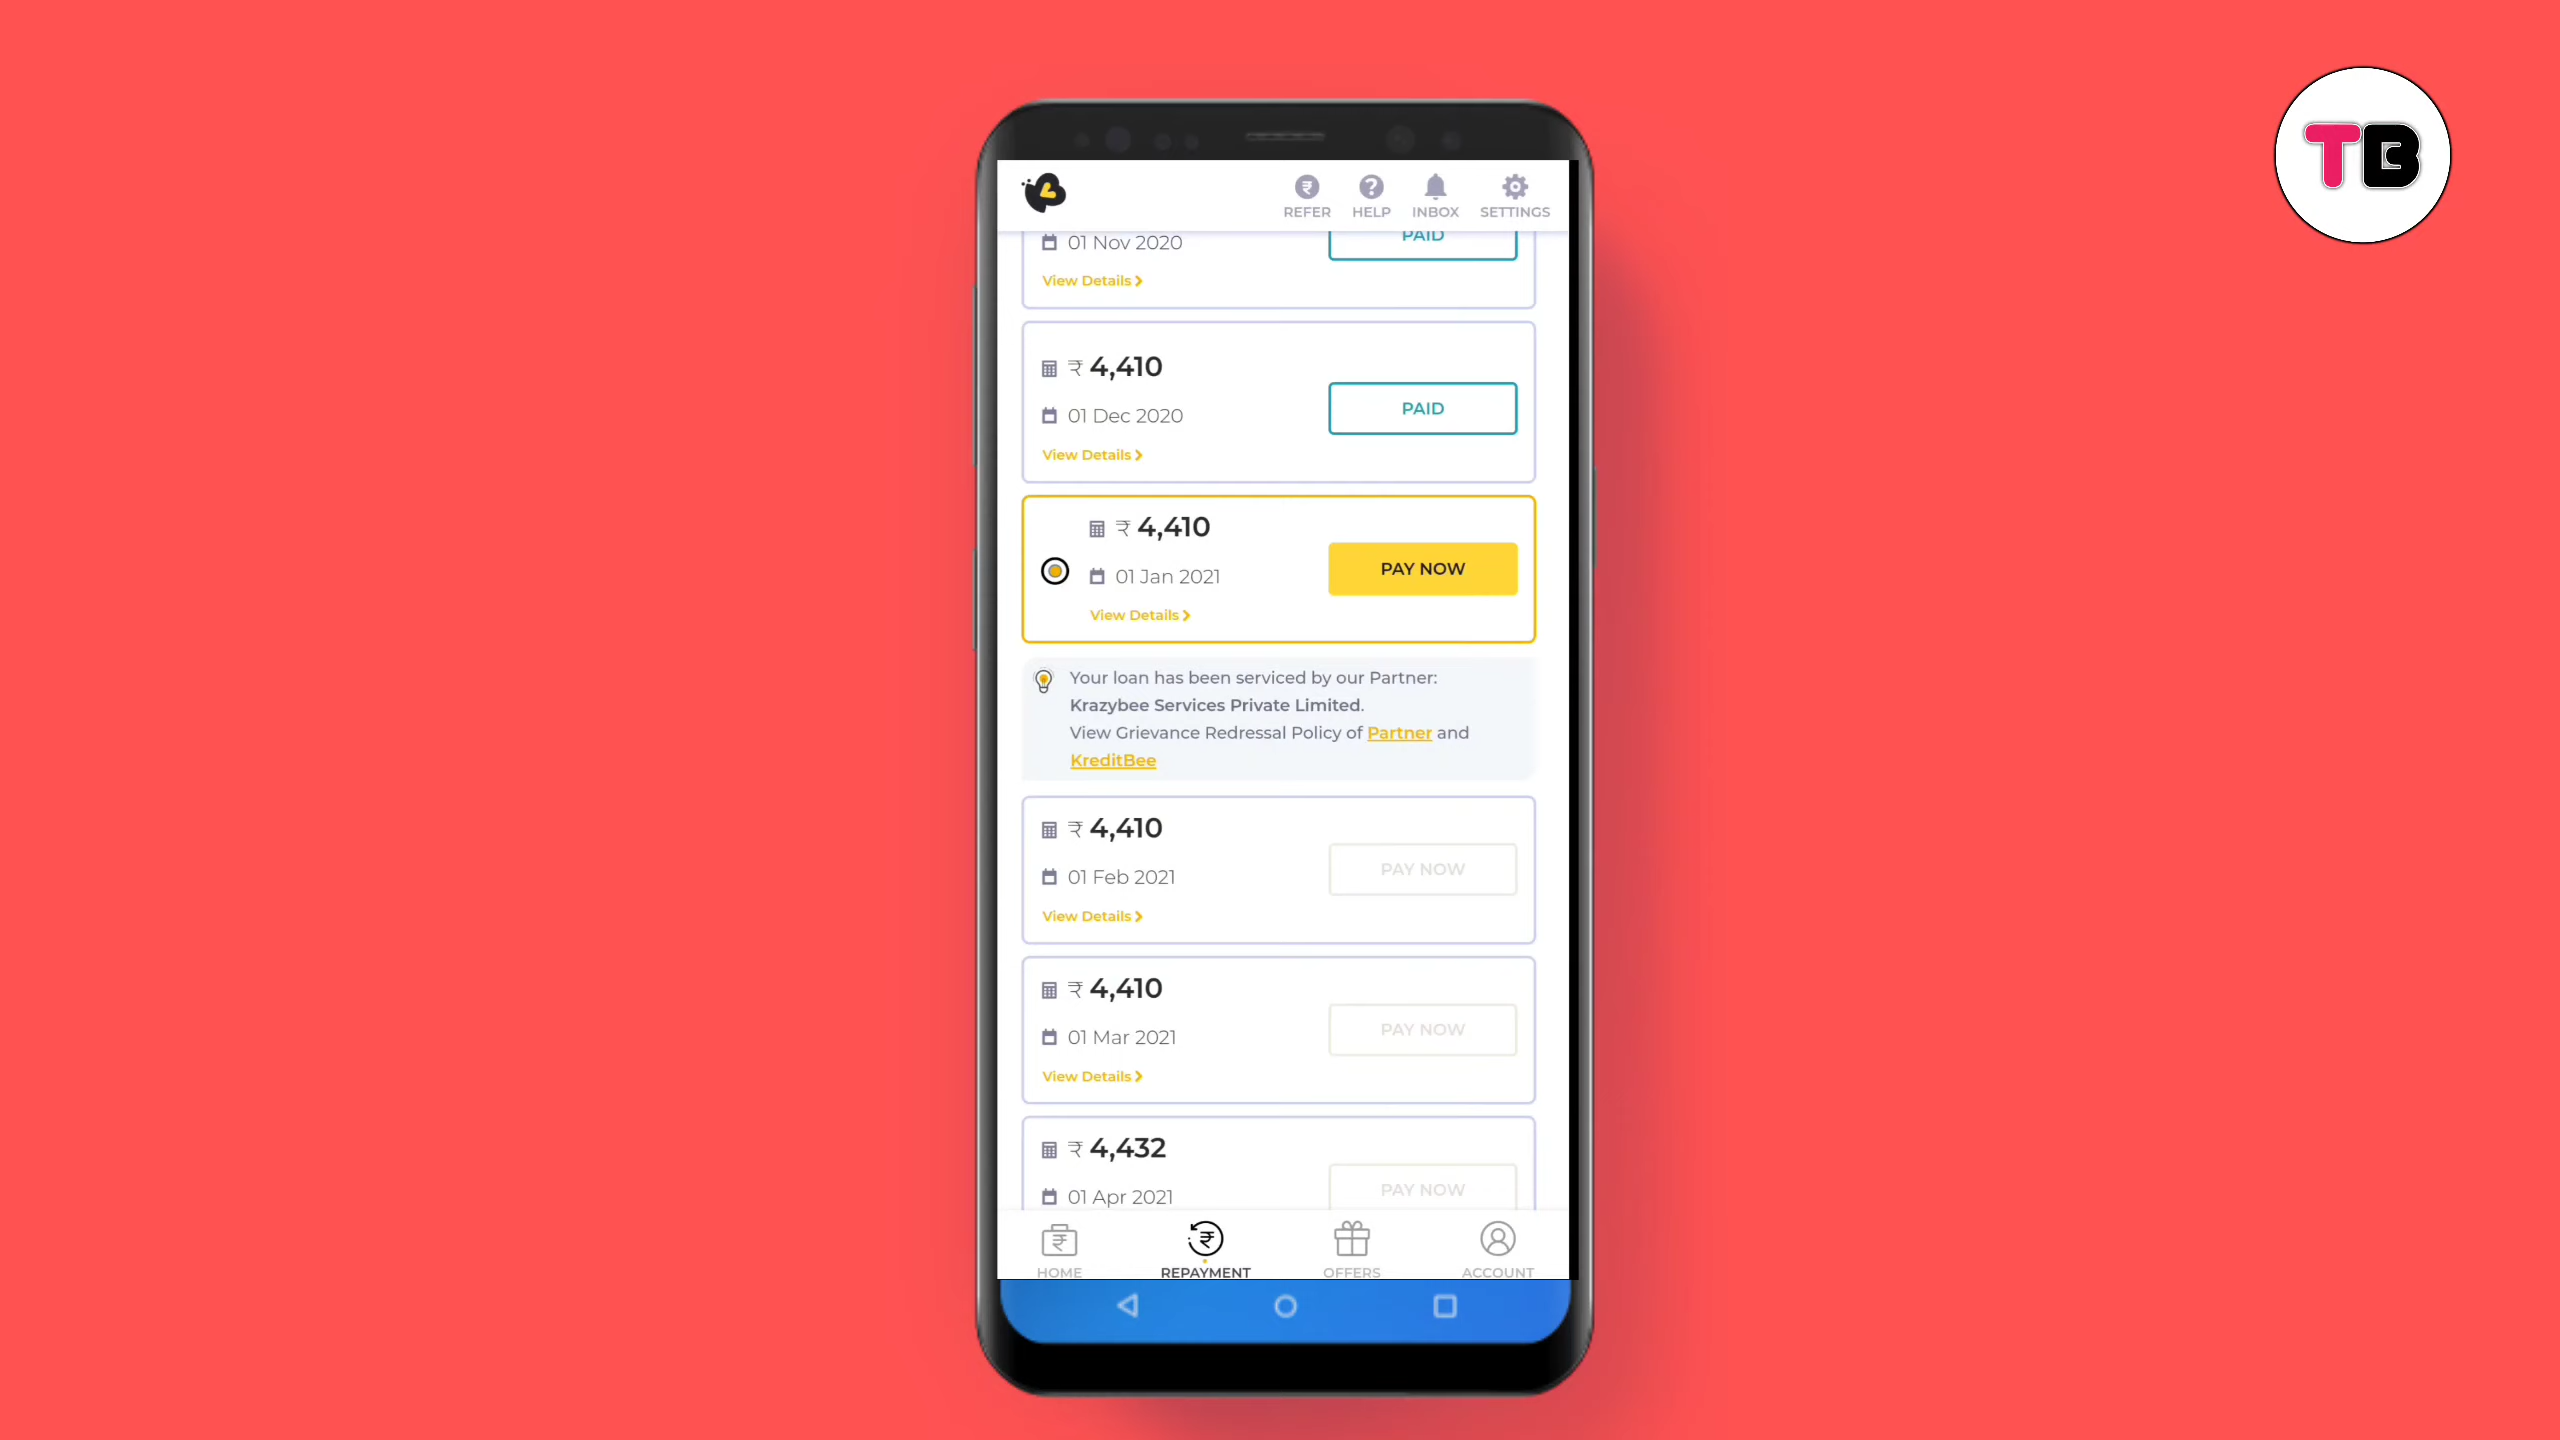 TB
REFER HELP INBOX SETTINGS
01 Nov 2020 PAID
View Details
₹ 4,410
01 Dec 2020 PAID
View Details
₹ 4,410
01 Jan 2021 PAY NOW
View Details
Your loan has been serviced by our Partner:
Krazybee Services Private Limited.
View Grievance Redressal Policy of Partner and
KreditBee
₹ 4,410
01 Feb 2021 PAY NOW
View Details
₹ 4,410
01 Mar 2021 PAY NOW
View Details
₹ 4,432
01 Apr 2021 PAY NOW
HOME REPAYMENT OFFERS ACCOUNT